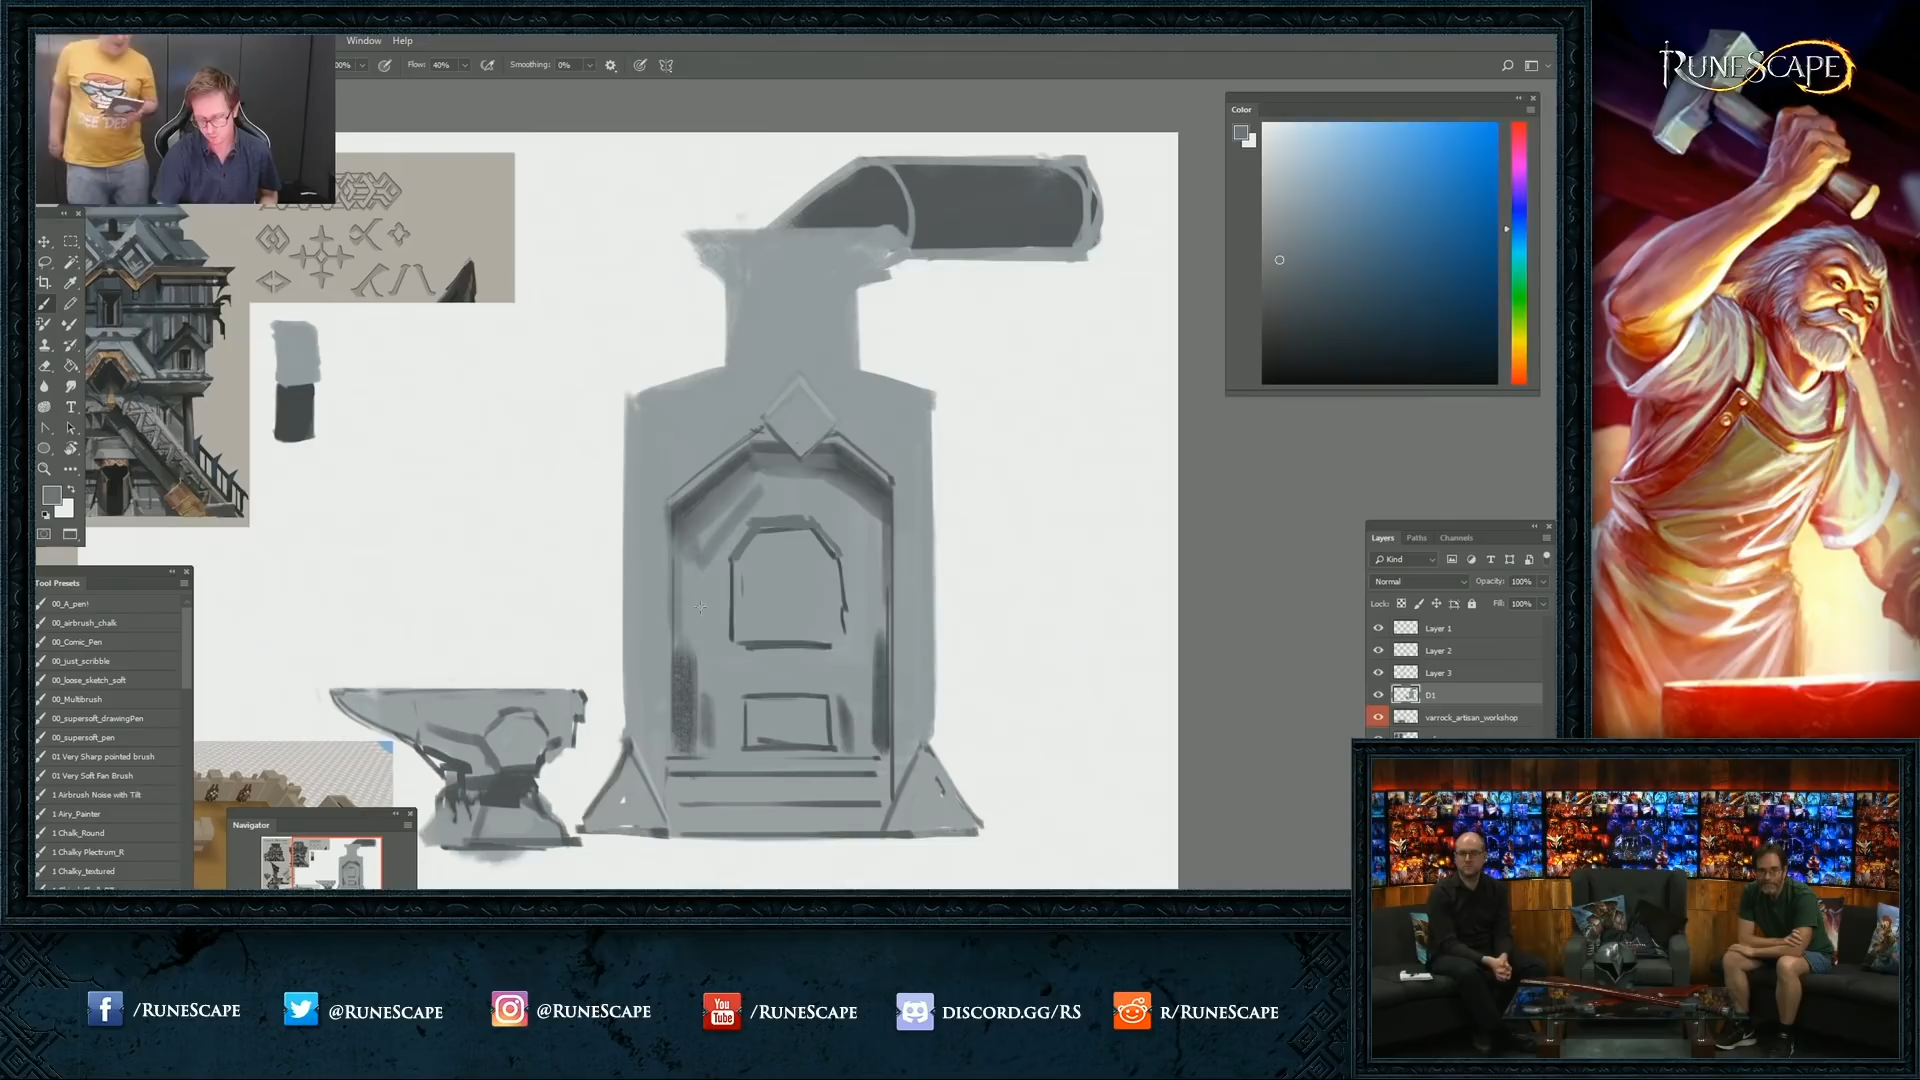 Window Help
00% Flow: 40% Smoothing: 0%
RUNESCAPE
DEE DEE
Color
Tool Presets
00_A_pen!
00_airbrush_chalk
00_Comic_Pen
00_just_scribble
00_loose_sketch_soft
00_Multibrush
00_supersoft_drawingPen
00_supersoft_pen
01 Very Sharp pointed brush
01 Very Soft Fan Brush
1 Airbrush Noise with Tilt
1 Airy_Painter
1 Chalk_Round
1 Chalky Plectrum_R
1 Chalky_textured
Navigator
Layers Paths Channels
Kind
Normal Opacity: 100%
Lock: Fill: 100%
Layer 1
Layer 2
Layer 3
D1
varrock_artisan_workshop
/RUNESCAPE
@RUNESCAPE
@RUNESCAPE
You Tube /RUNESCAPE
DISCORD.GG/RS
R/RUNESCAPE